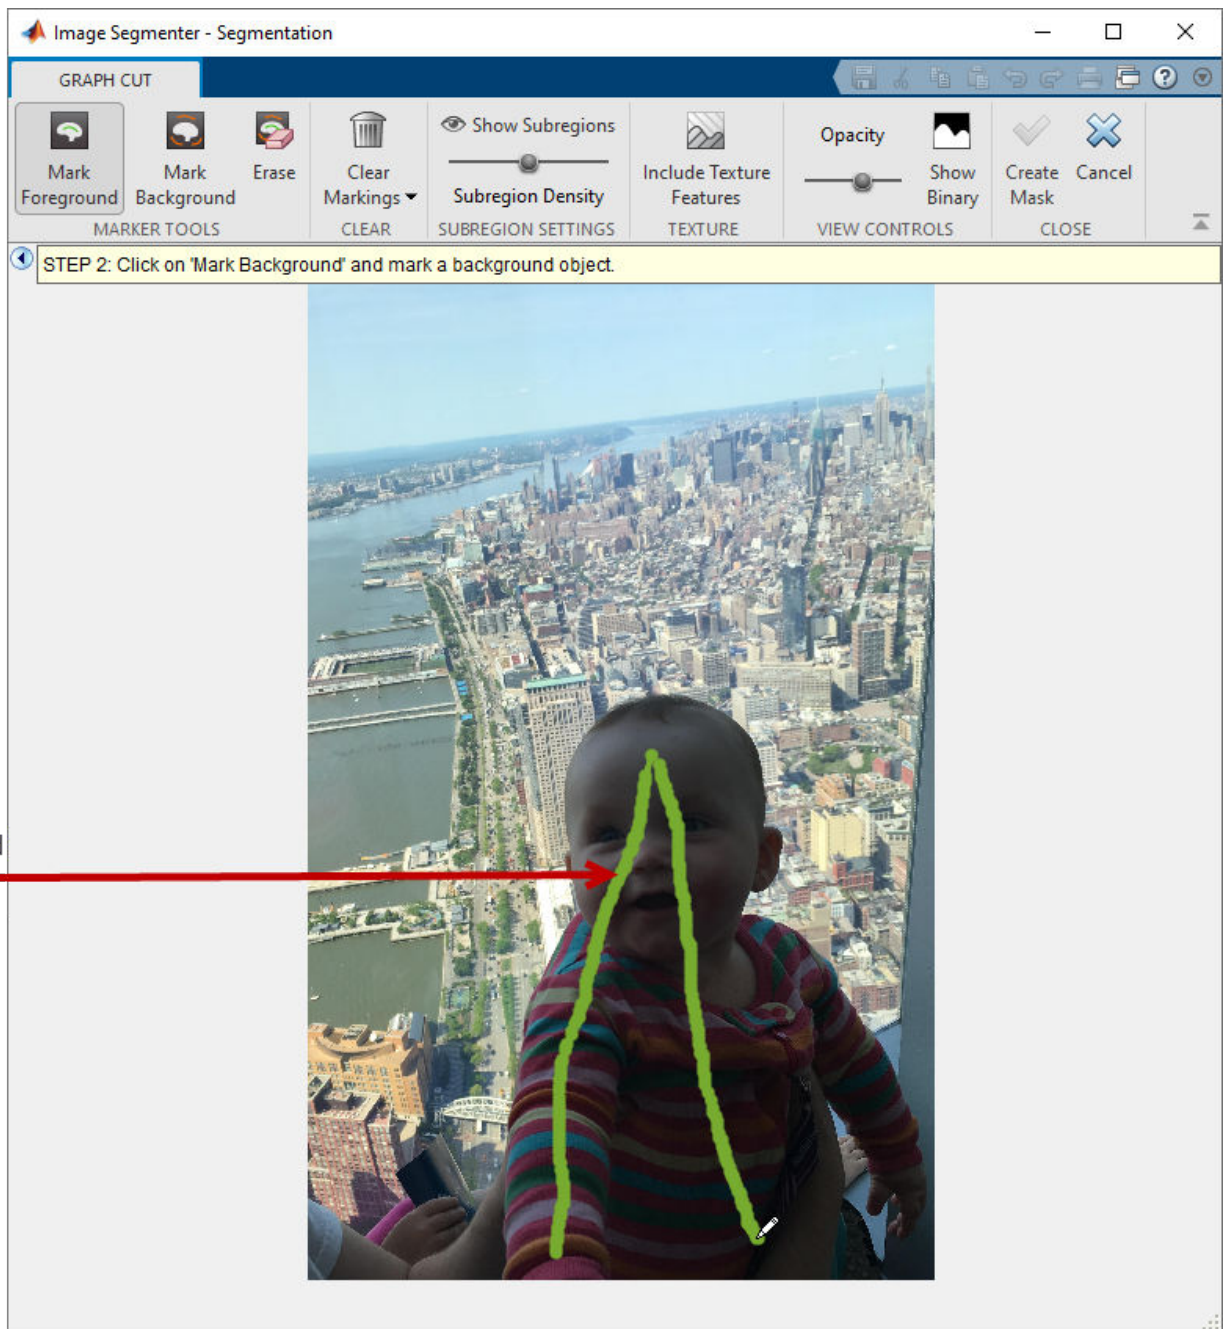 Image Segmenter - Segmentation
GRAPH CUT
Mark Foreground
Mark Background
Erase
Clear Markings
Show Subregions
Subregion Density
Include Texture Features
Opacity
Show Binary
Create Mask
Cancel
MARKER TOOLS
CLEAR
SUBREGION SETTINGS
TEXTURE
VIEW CONTROLS
CLOSE
STEP 2: Click on 'Mark Background' and mark a background object.